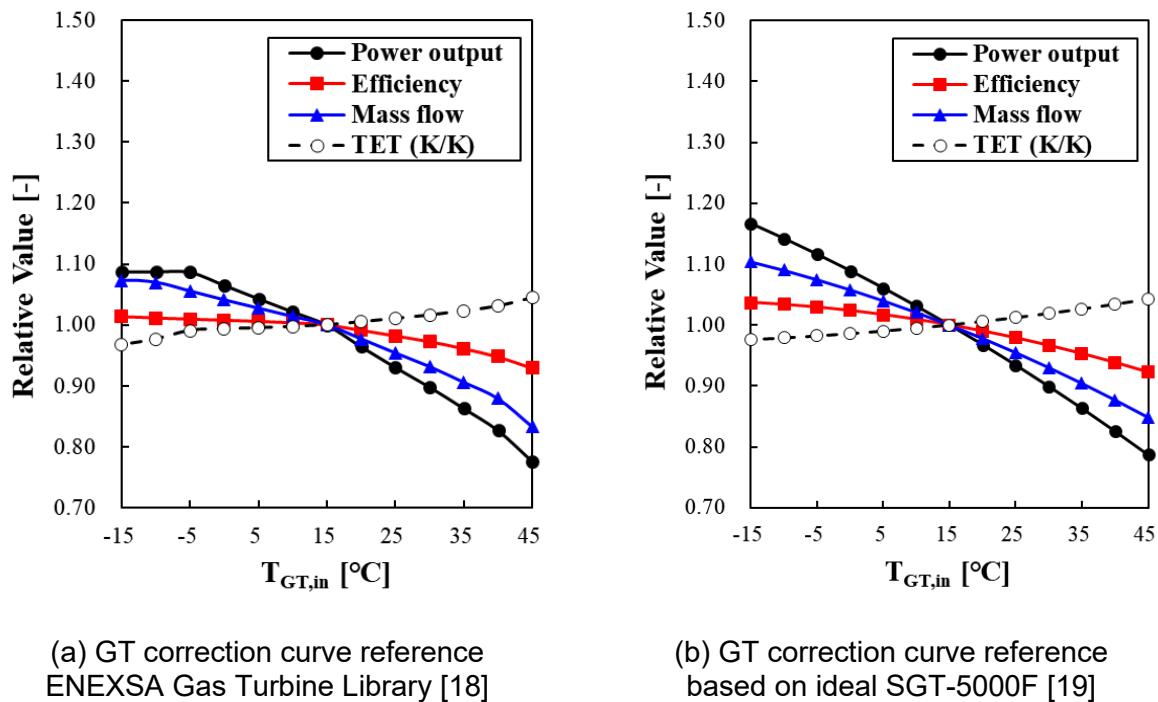 1.50
1.40
1.30
1.20
1.10
1.00
0.90
0.80
0.70
Relative Value [-]
Power output
Efficiency
Mass flow
TET (K/K)
-15 -5 5 15 25 35 45
T_GT,in [°C]
(a) GT correction curve reference
ENEXSA Gas Turbine Library [18]
1.50
1.40
1.30
1.20
1.10
1.00
0.90
0.80
0.70
Relative Value [-]
Power output
Efficiency
Mass flow
TET (K/K)
-15 -5 5 15 25 35 45
T_GT,in [°C]
(b) GT correction curve reference
based on ideal SGT-5000F [19]